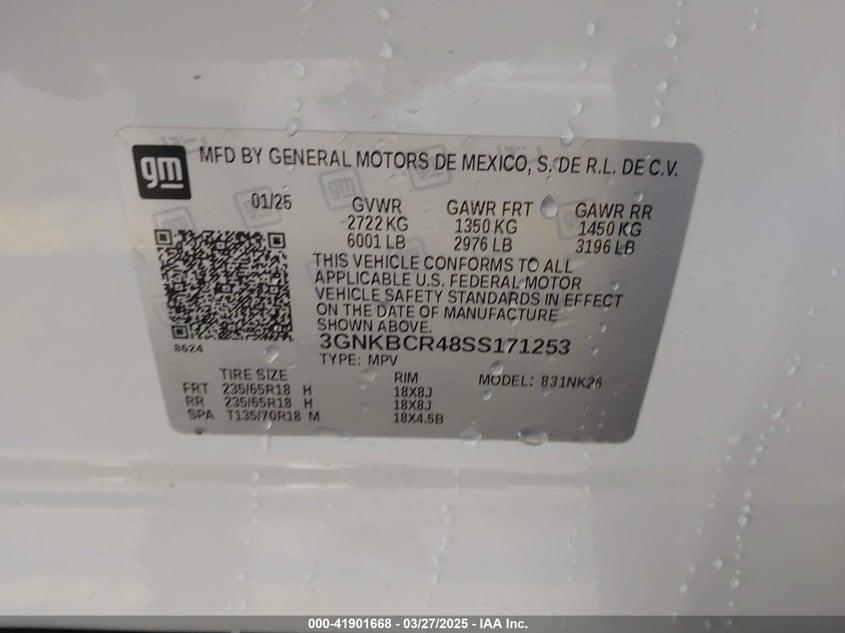 gm
MFD BY GENERAL MOTORS DE MEXICO, S. DE R.L. DE C.V.
01/25 GVWR GAWR FRT GAWR RR
2722 KG 1350 KG 1450 KG
6001 LB 2976 LB 3196 LB
THIS VEHICLE CONFORMS TO ALL
APPLICABLE U.S. FEDERAL MOTOR
VEHICLE SAFETY STANDARDS IN EFFECT
ON THE DATE OF MANUFACTURE
SHOWN ABOVE.
8624 3GNKBCR48SS171253
TYPE: MPV
TIRE SIZE RIM MODEL: 831NK26
FRT 235/65R18 H 18X8J
RR 235/65R18 H 18X8J
SPA T135/70R18 M 18X4.5B
000-41901668 - 03/27/2025 - IAA Inc.